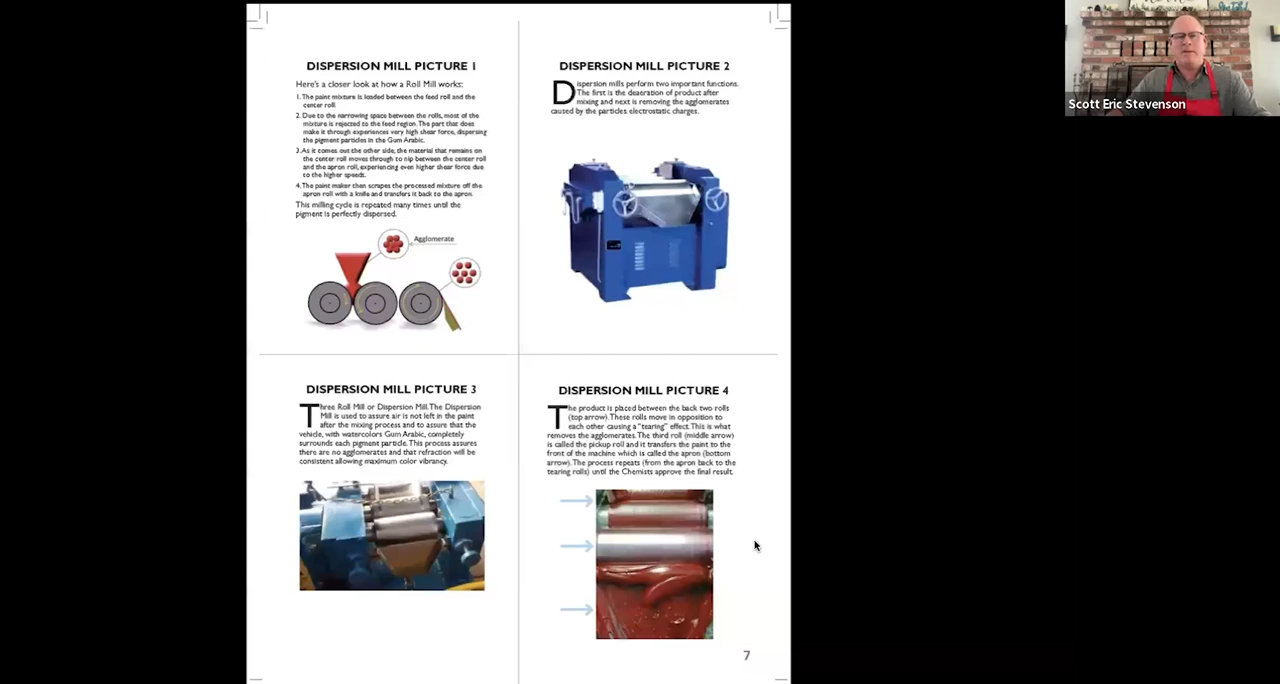 DISPERSION MILL PICTURE 1
Here's a closer look at how a Roll Mill works:
1. The paint mixture is loaded between the feed roll and the
center roll.
2. Due to the narrowing space between the rolls, most of the
mixture is rejected to the feed region. The part that does
make it through experiences very high shear force, dispersing
the pigment particles in the Gum Arabic.
3. As it comes out the other side, the material that remains on
the center roll moves through to nip between the center roll
and the apron roll, experiencing even higher shear force due
to the higher speeds.
4. The paint maker then scrapes the processed mixture off the
apron roll with a knife and transfers it back to the apron.
This milling cycle is repeated many times until the
pigment is perfectly dispersed.
Agglomerate
DISPERSION MILL PICTURE 2
Dispersion mills perform two important functions.
The first is the deaeration of product after
mixing and next is removing the agglomerates
caused by the particles electrostatic charges.
DISPERSION MILL PICTURE 3
Three Roll Mill or Dispersion Mill. The Dispersion
Mill is used to assure air is not left in the paint
after the mixing process and to assure that the
vehicle, with watercolors Gum Arabic, completely
surrounds each pigment particle. This process assures
there are no agglomerates and that refraction will be
consistent allowing maximum color vibrancy.
DISPERSION MILL PICTURE 4
The product is placed between the back two rolls
(top arrow). These rolls move in opposition to
each other causing a "tearing" effect. This is what
removes the agglomerates. The third roll (middle arrow)
is called the pickup roll and it transfers the paint to the
front of the machine which is called the apron (bottom
arrow). The process repeats (from the apron back to the
tearing rolls) until the Chemists approve the final result.
7
Scott Eric Stevenson